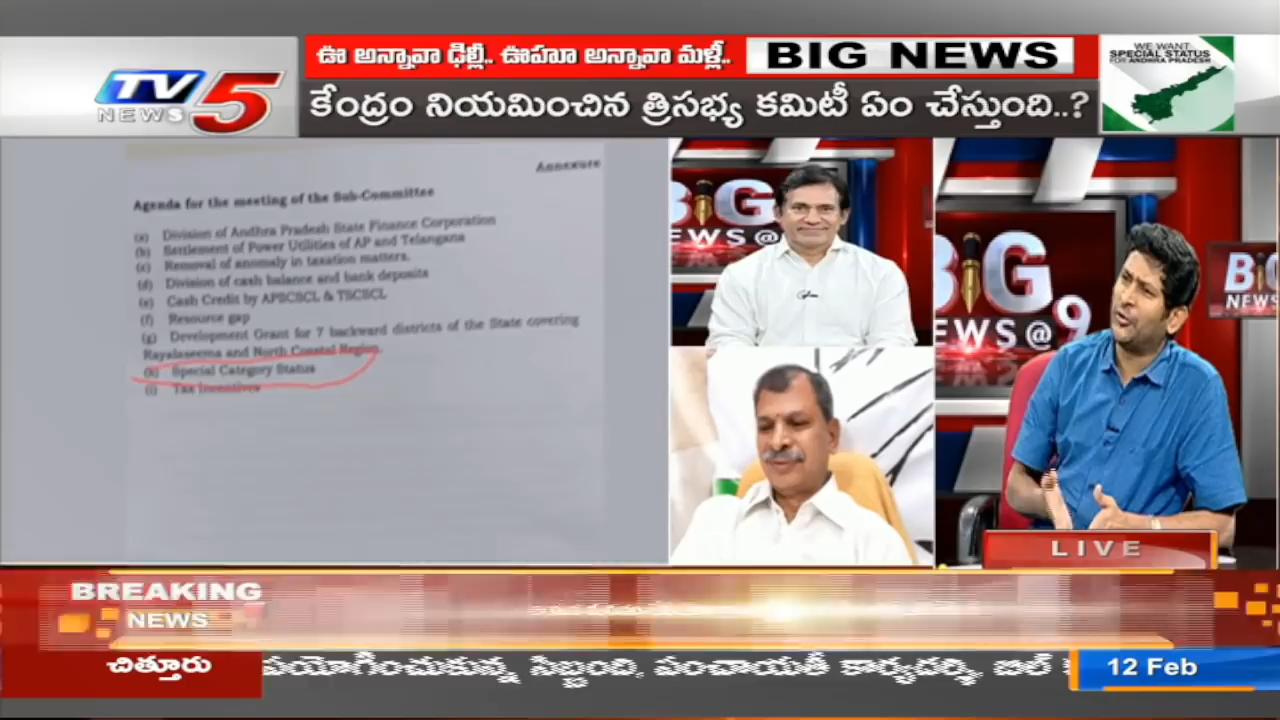 TV5
NEWS
ఊ అన్నావా ఢిల్లీ.. ఊహూ అన్నావా మళ్లీ..
BIG NEWS
కేంద్రం నియమించిన త్రిసభ్య కమిటీ ఏం చేస్తుంది..?
WE WANT:
SPECIAL STATUS
FOR ANDHRA PRADESH
Annexure
Agenda for the meeting of the Sub-Committee
(a) Division of Andhra Pradesh State Finance Corporation
(b) Settlement of Power Utilities of AP and Telangana
(c) Removal of anomaly in taxation matters.
(d) Division of cash balance and bank deposits
(e) Cash Credit by APSCSCL & TSCSCL
(f) Resource gap
(g) Development Grant for 7 backward districts of the State covering
Rayalaseema and North Coastal Region.
(h) Special Category Status
(i) Tax Incentives
BIG
EWS@
BIG
EWS@9
BIG
NEWS
LIVE
BREAKING
NEWS
చిత్తూరు
12 Feb